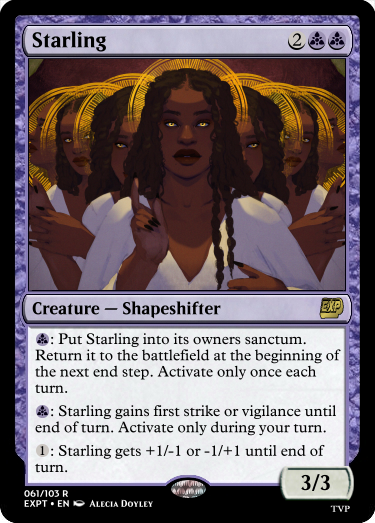 Starling 2
Creature — Shapeshifter EXP
: Put Starling into its owners sanctum.
Return it to the battlefield at the beginning of
the next end step. Activate only once each
turn.
: Starling gains first strike or vigilance until
end of turn. Activate only during your turn.
1: Starling gets +1/-1 or -1/+1 until end of
turn.
3/3
061/103 R
EXPT • EN Alecia Doyley
TVP